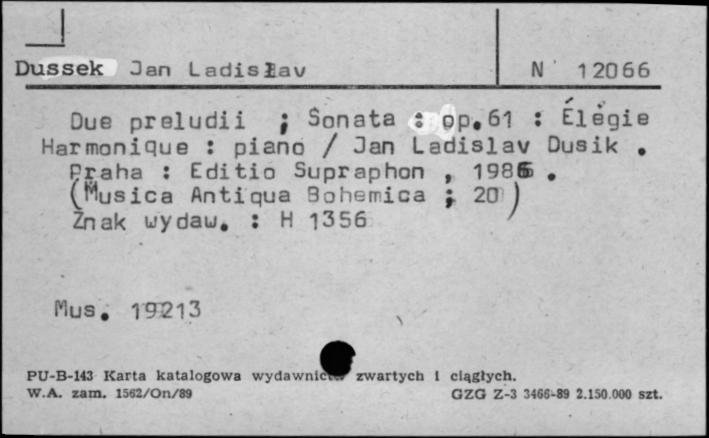 Dussek Jan Ladislav N 12066
Due preludii ; Sonata : op.61 : Élégie
Harmonique : piano / Jan Ladislav Dusik .
Praha : Editio Supraphon , 1986 .
(Musica Antiqua Bohemica ; 20 )
Znak wydaw. : H 1356
Mus. 19213
PU-B-143 Karta katalogowa wydawnictw zwartych i ciągłych.
W.A. zam. 1562/On/89 GZG Z-3 3466-89 2.150.000 szt.